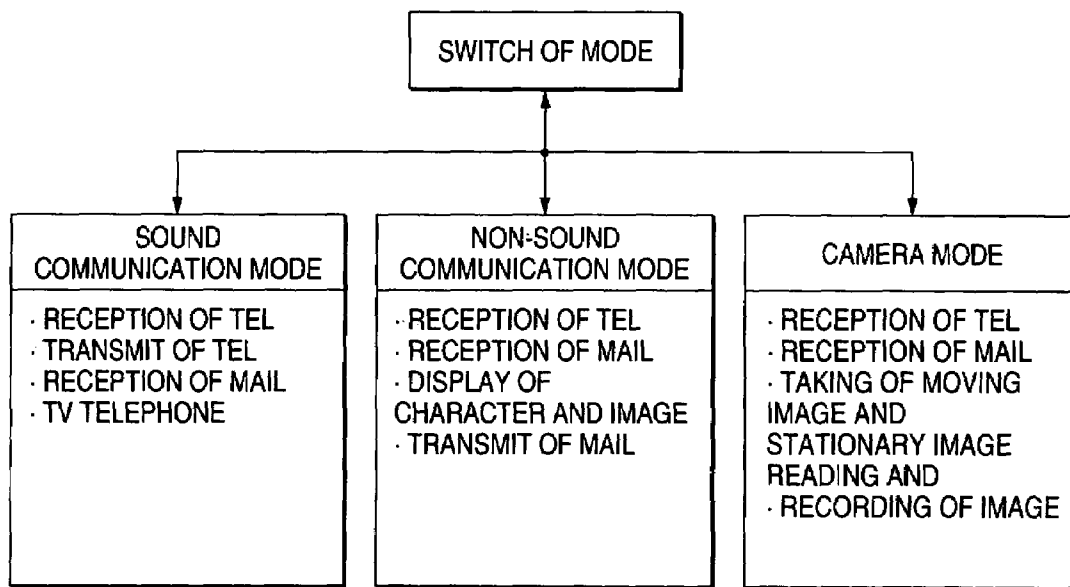 SWITCH OF MODE
SOUND
COMMUNICATION MODE
· RECEPTION OF TEL
· TRANSMIT OF TEL
· RECEPTION OF MAIL
· TV TELEPHONE
NON-SOUND
COMMUNICATION MODE
· RECEPTION OF TEL
· RECEPTION OF MAIL
· DISPLAY OF
CHARACTER AND IMAGE
· TRANSMIT OF MAIL
CAMERA MODE
· RECEPTION OF TEL
· RECEPTION OF MAIL
· TAKING OF MOVING
IMAGE AND
STATIONARY IMAGE
READING AND
· RECORDING OF IMAGE